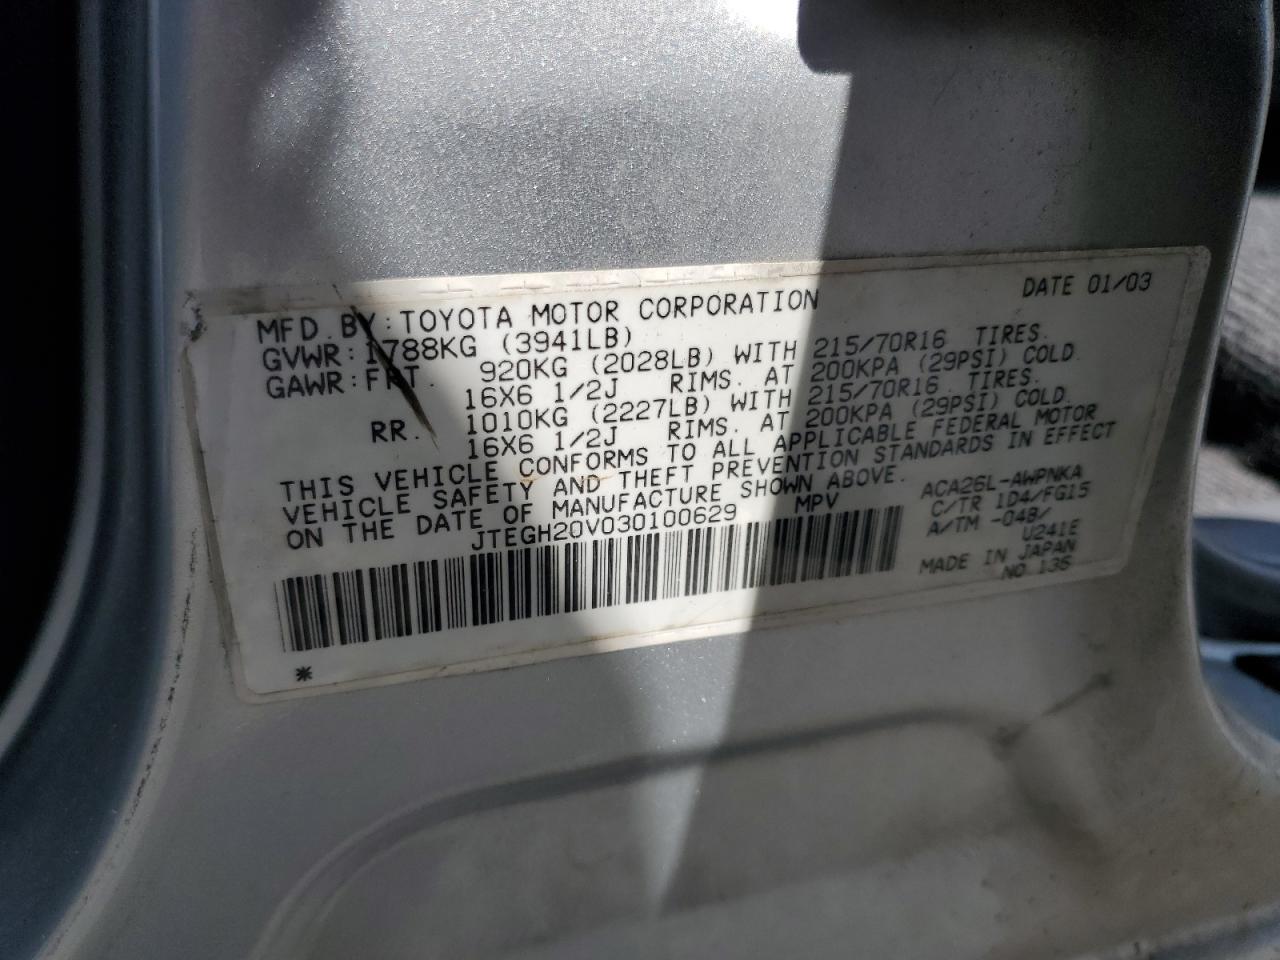 DATE 01/03
MFD. BY: TOYOTA MOTOR CORPORATION
GVWR: 1788KG (3941LB)
GAWR: FRT. 920KG (2028LB) WITH 215/70R16 TIRES.
16X6 1/2J RIMS. AT 200KPA (29PSI) COLD.
RR. 1010KG (2227LB) WITH 215/70R16 TIRES.
16X6 1/2J RIMS. AT 200KPA (29PSI) COLD.
THIS VEHICLE CONFORMS TO ALL APPLICABLE FEDERAL MOTOR
VEHICLE SAFETY AND THEFT PREVENTION STANDARDS IN EFFECT
ON THE DATE OF MANUFACTURE SHOWN ABOVE.
JTEGH20V030100629 MPV
ACA26L-AWPNKA
C/TR 1D4/FG15
A/TM -04B/
U241E
MADE IN JAPAN
NO 136
*